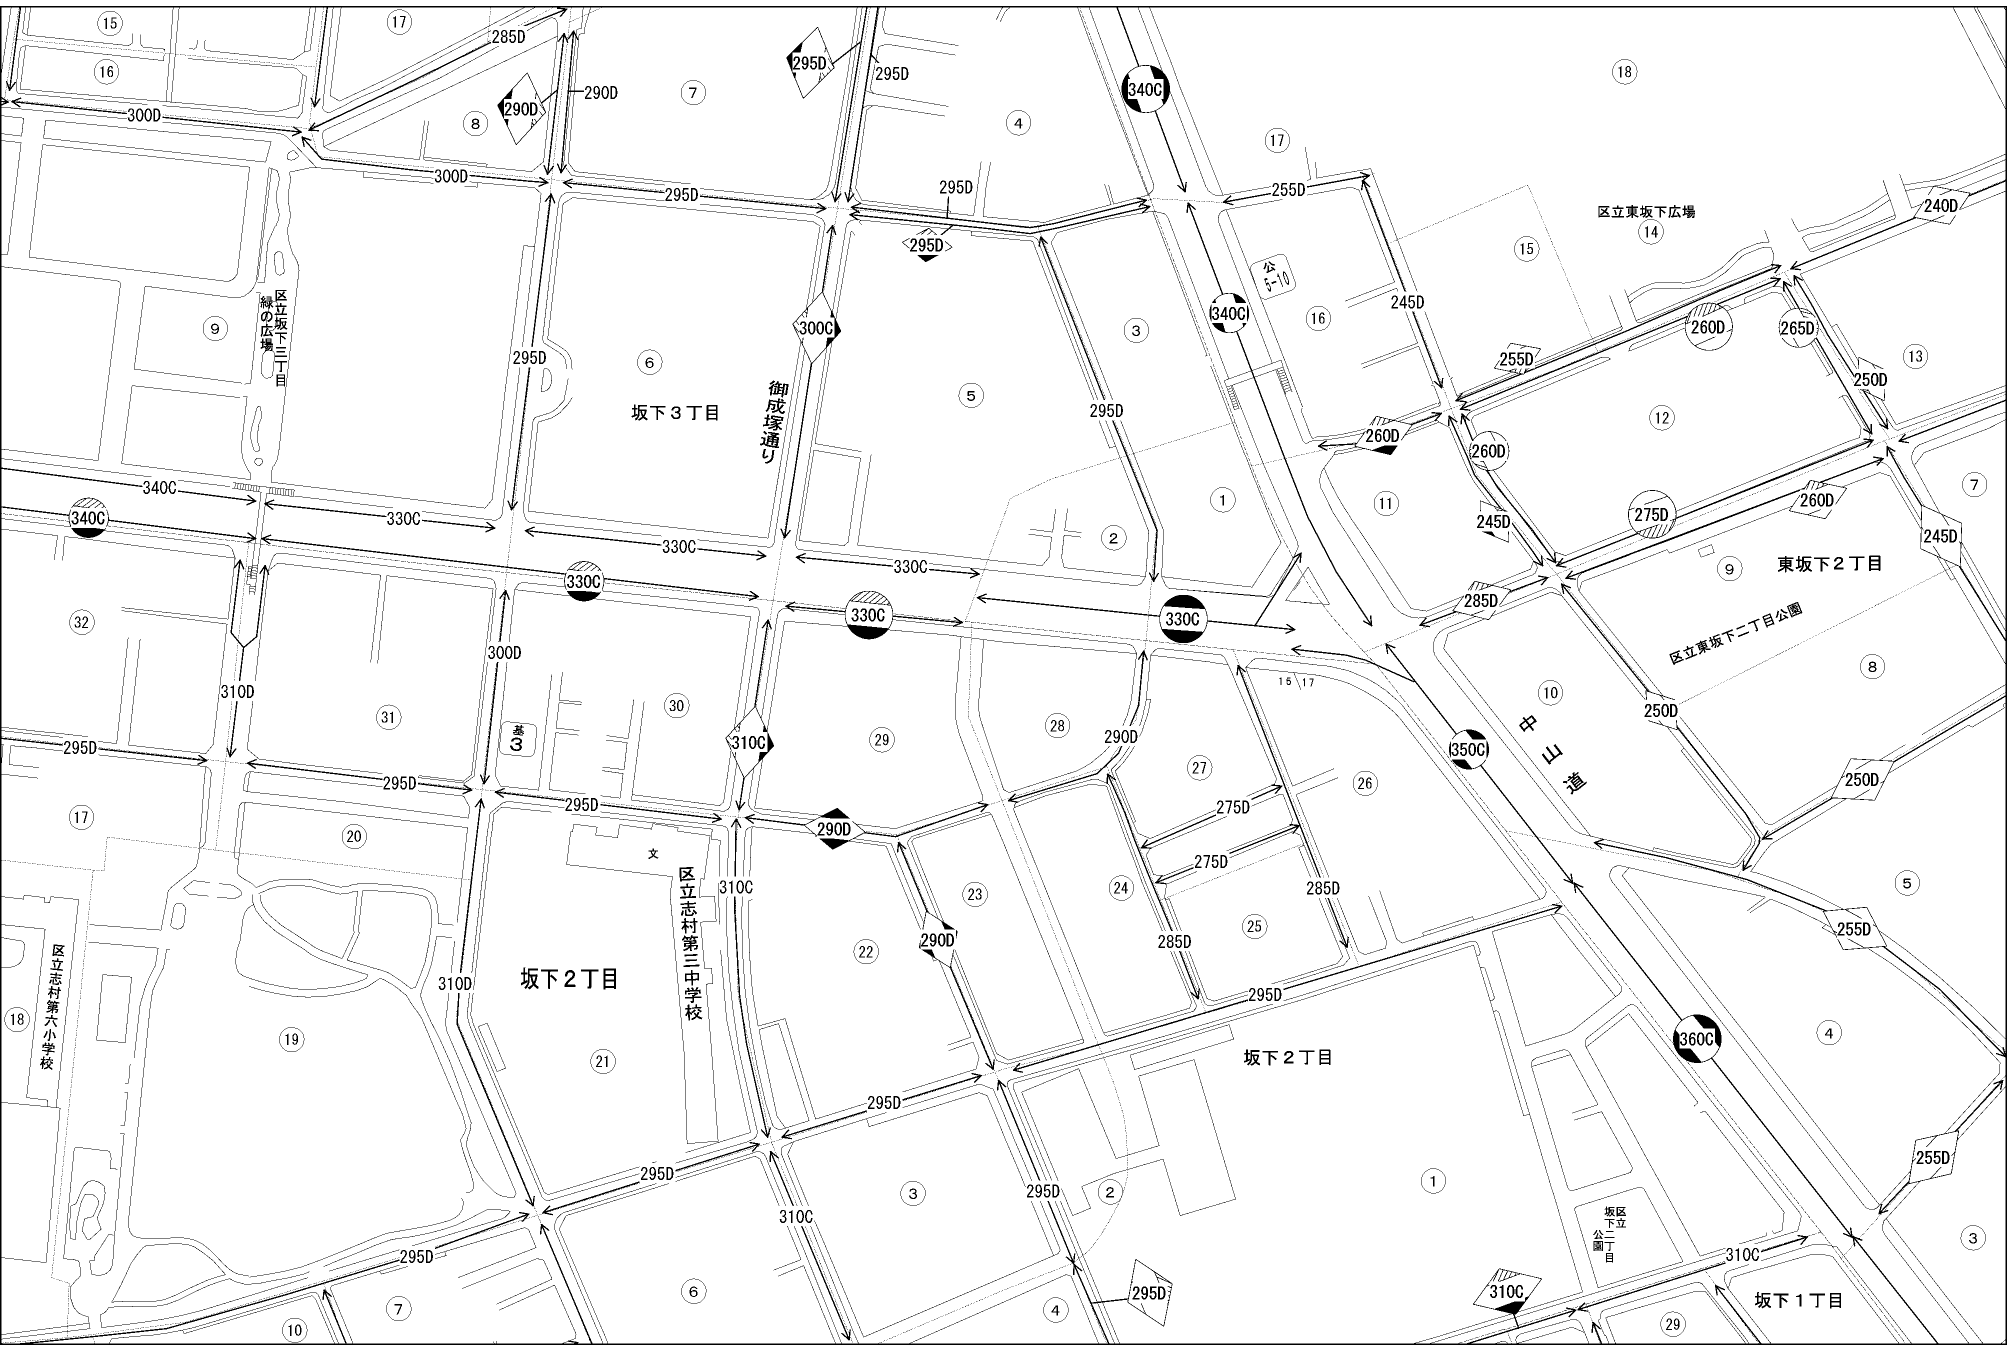 15
17
285D
16
300D
8
290D
290D
7
295D
295D
4
340C
17
18
300D
295D
295D
295D
255D
240D
区立東坂下広場
14
15
公
5-10
16
245D
340C
3
9
区立坂下三丁目
緑の広場
295D
6
坂下3丁目
300C
御成塚通り
5
295D
260D
265D
255D
250D
13
12
260D
260D
7
1
11
245D
275D
260D
245D
340C
340C
330C
330C
330C
330C
2
330C
330C
285D
9
東坂下2丁目
区立東坂下二丁目公園
8
32
310D
300D
31
基
3
30
310C
29
28
290D
27
16
17
26
10
中山道
350C
250D
250D
295D
295D
295D
290D
275D
275D
285D
17
20
文
区立志村第三中学校
310C
23
24
285D
25
5
255D
290D
22
295D
18
区立志村第六小学校
19
310D
坂下2丁目
21
坂下2丁目
360C
4
295D
295D
3
295D
2
1
区立
坂下二丁目
公園
255D
3
310C
295D
7
10
6
4
295D
310C
310C
29
坂下1丁目